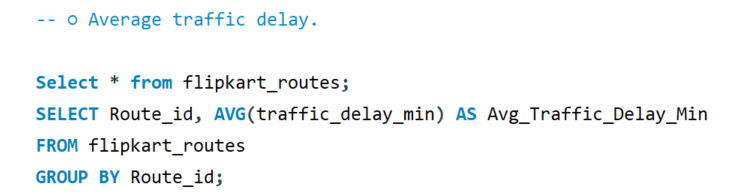 -- o Average traffic delay.
Select * from flipkart_routes;
SELECT Route_id, AVG(traffic_delay_min) AS Avg_Traffic_Delay_Min
FROM flipkart_routes
GROUP BY Route_id;